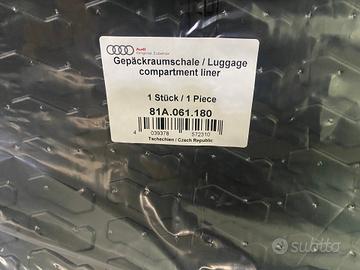 Audi
Original Zubehör
Gepäckraumschale / Luggage
compartment liner
1 Stück / 1 Piece
81A.061.180
4 039378 572310
Tschechien / Czech Republic
subito